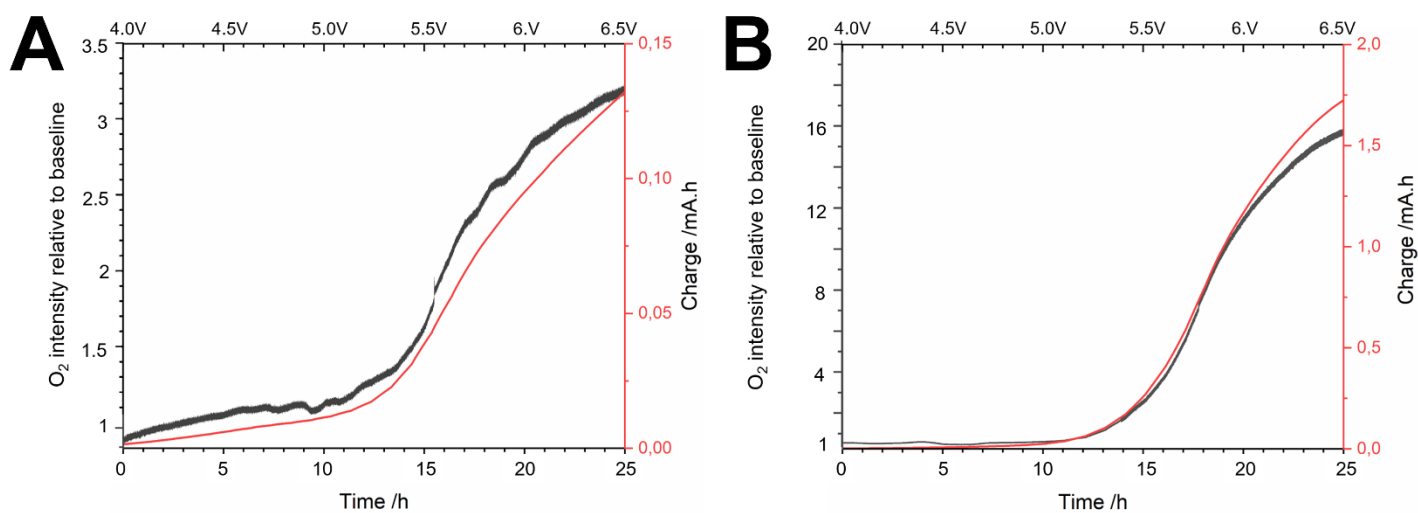 A
4.0V 4.5V 5.0V 5.5V 6.V 6.5V
3.5
3
2.5
2
1.5
1
O2 intensity relative to baseline
0,15
0,10
0,05
0,00
Charge /mA.h
0 5 10 15 20 25
Time /h
B
4.0V 4.5V 5.0V 5.5V 6.V 6.5V
20
16
12
8
4
1
O2 intensity relative to baseline
2,0
1,5
1,0
0,5
0,0
Charge /mA.h
0 5 10 15 20 25
Time /h